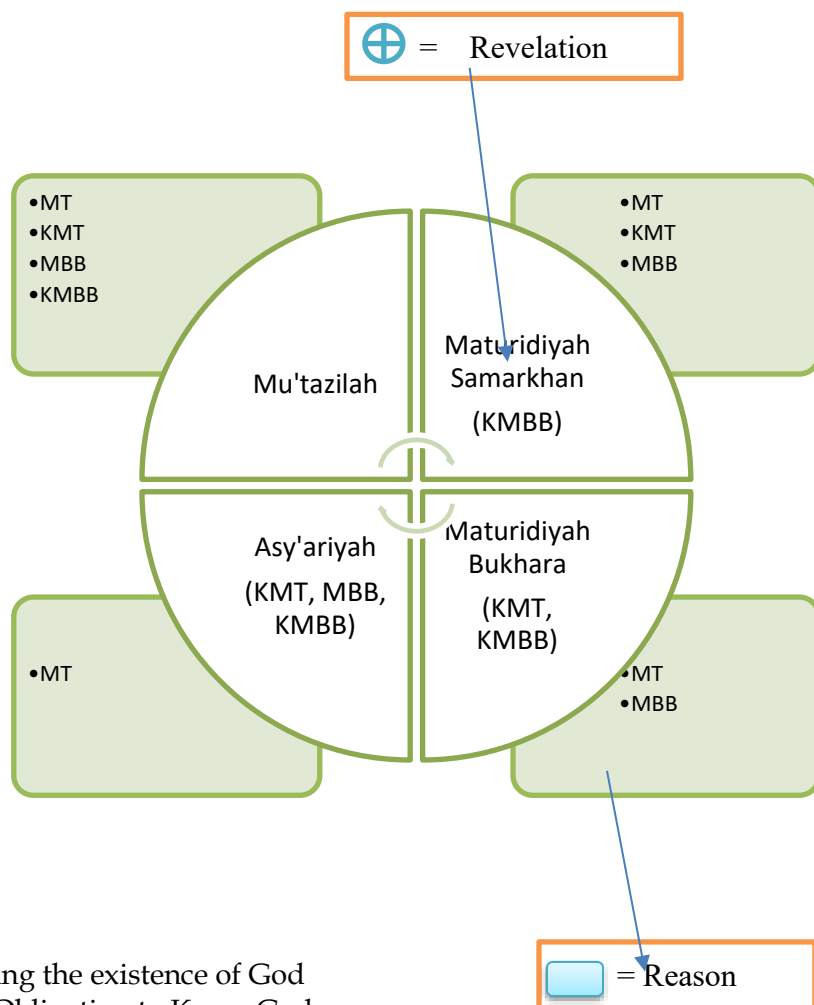 = Revelation
•MT
•KMT
•MBB
•KMBB
•MT
•KMT
•MBB
Mu'tazilah
Maturidiyah
Samarkhan
(KMBB)
Asy'ariyah
(KMT, MBB,
KMBB)
Maturidiyah
Bukhara
(KMT,
KMBB)
•MT
•MT
•MBB
the existence of God
= Reason